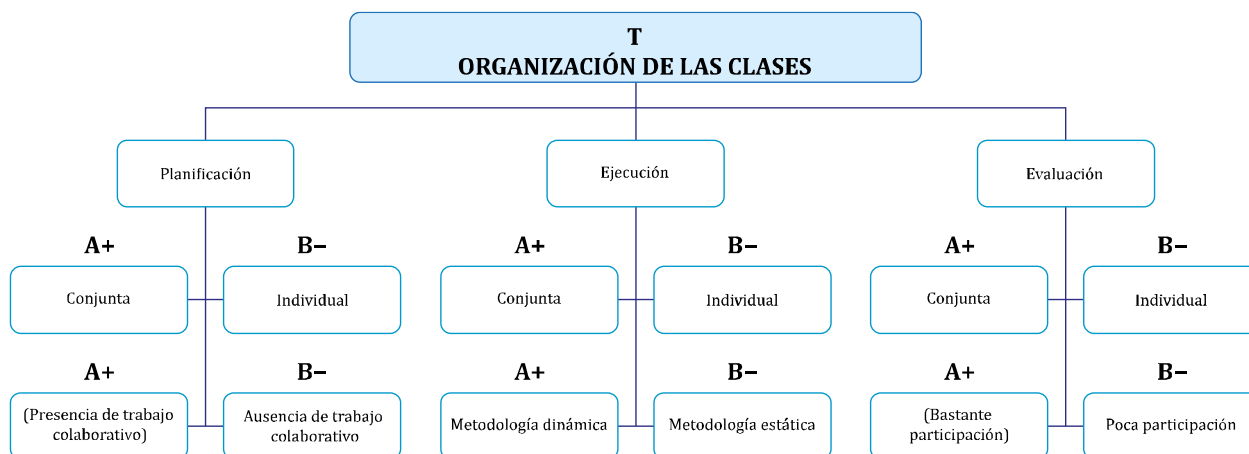 T
ORGANIZACIÓN DE LAS CLASES
Planificación
Ejecución
Evaluación
A+
B−
A+
B−
A+
B−
Conjunta
Individual
Conjunta
Individual
Conjunta
Individual
A+
B−
A+
B−
A+
B−
(Presencia de trabajo
colaborativo)
Ausencia de trabajo
colaborativo
Metodología dinámica
Metodología estática
(Bastante
participación)
Poca participación